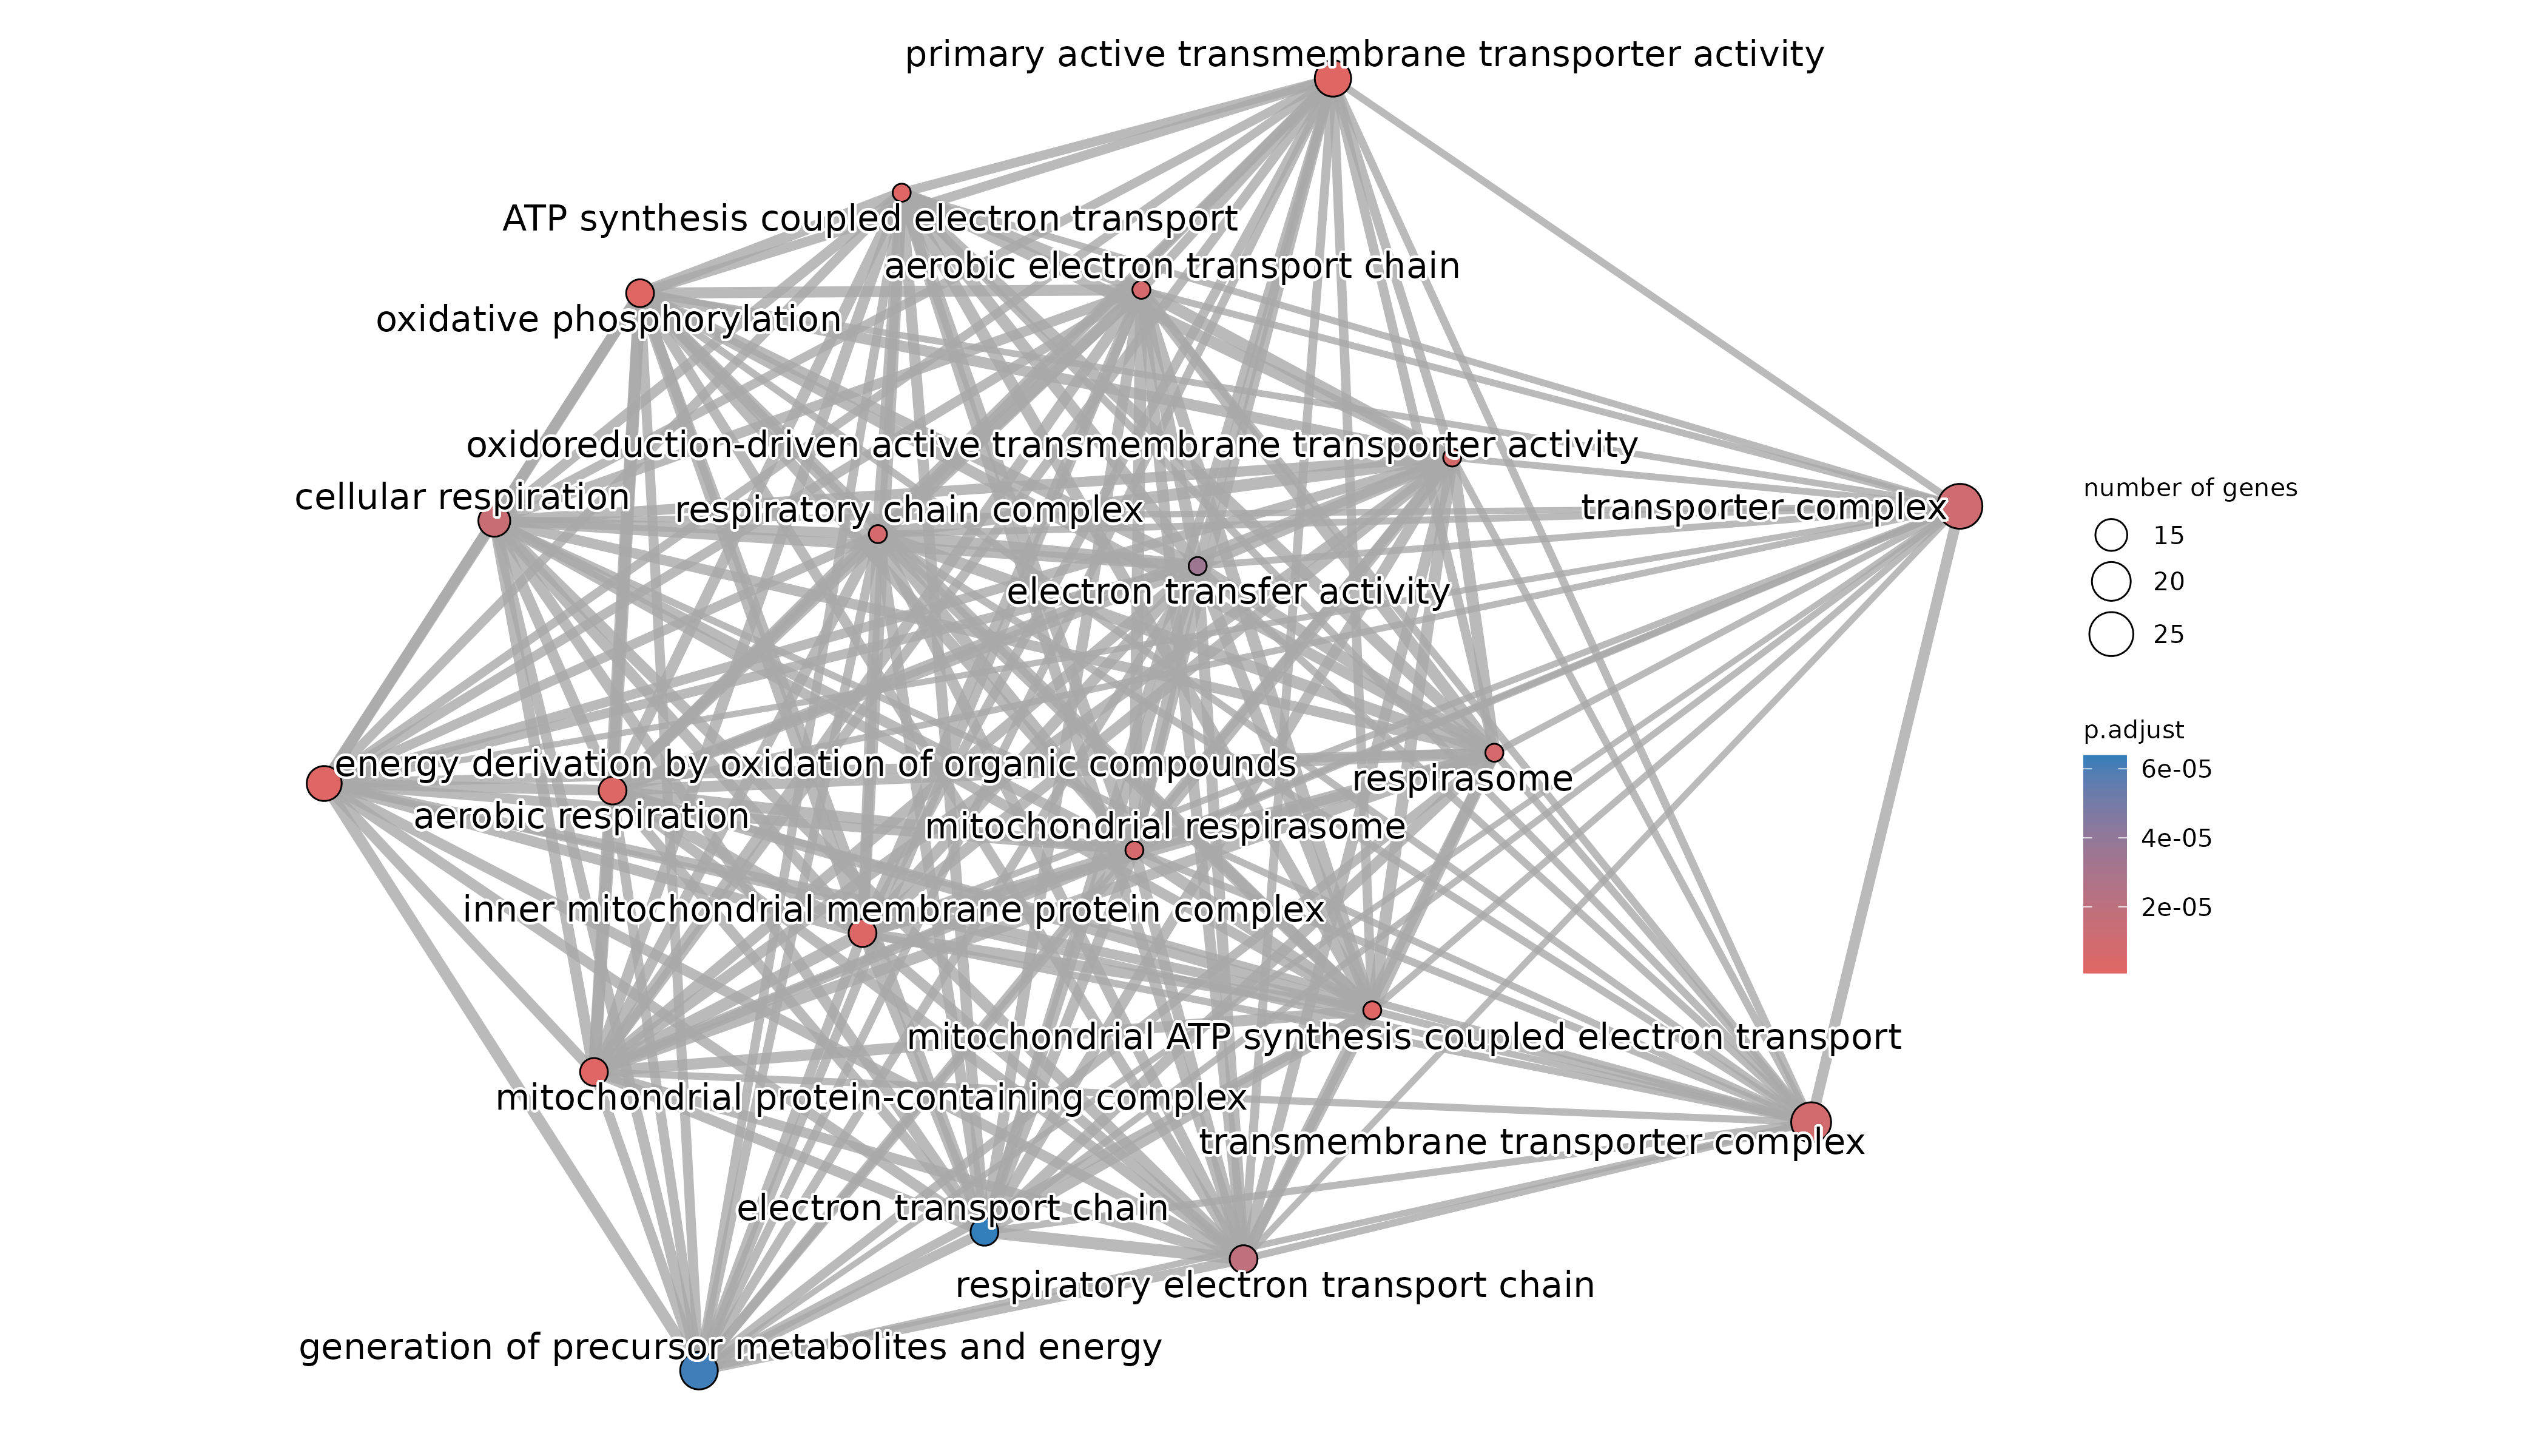 primary active transmembrane transporter activity
ATP synthesis coupled electron transport
aerobic electron transport chain
oxidative phosphorylation
oxidoreduction-driven active transmembrane transporter activity
cellular respiration
respiratory chain complex
transporter complex
electron transfer activity
energy derivation by oxidation of organic compounds
respirasome
aerobic respiration
mitochondrial respirasome
inner mitochondrial membrane protein complex
mitochondrial ATP synthesis coupled electron transport
mitochondrial protein-containing complex
transmembrane transporter complex
electron transport chain
respiratory electron transport chain
generation of precursor metabolites and energy
number of genes
15
20
25
p.adjust
6e-05
4e-05
2e-05